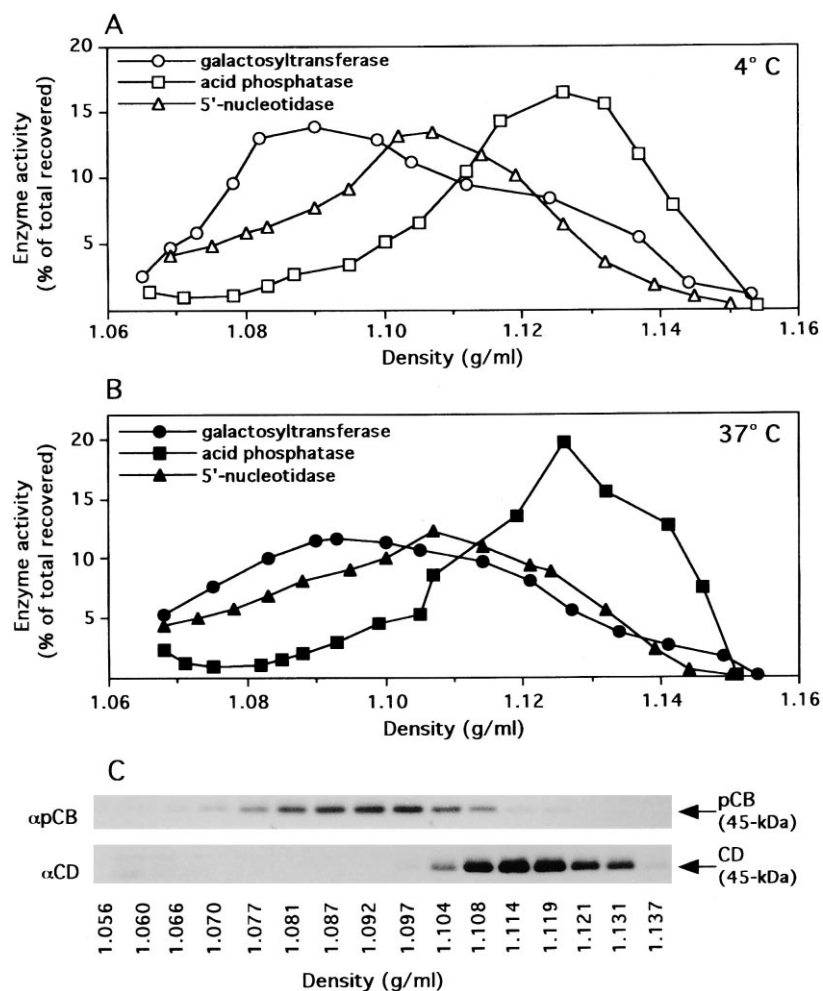 A
20
15
10
5
Enzyme activity
(% of total recovered)
galactosyltransferase
acid phosphatase
5'-nucleotidase
4° C
1.06
1.08
1.10
1.12
1.14
1.16
Density (g/ml)
B
20
15
10
5
Enzyme activity
(% of total recovered)
galactosyltransferase
acid phosphatase
5'-nucleotidase
37° C
1.06
1.08
1.10
1.12
1.14
1.16
Density (g/ml)
C
αpCB
pCB
(45-kDa)
αCD
CD
(45-kDa)
1.056
1.060
1.066
1.070
1.077
1.081
1.087
1.092
1.097
1.104
1.108
1.114
1.119
1.121
1.131
1.137
Density (g/ml)